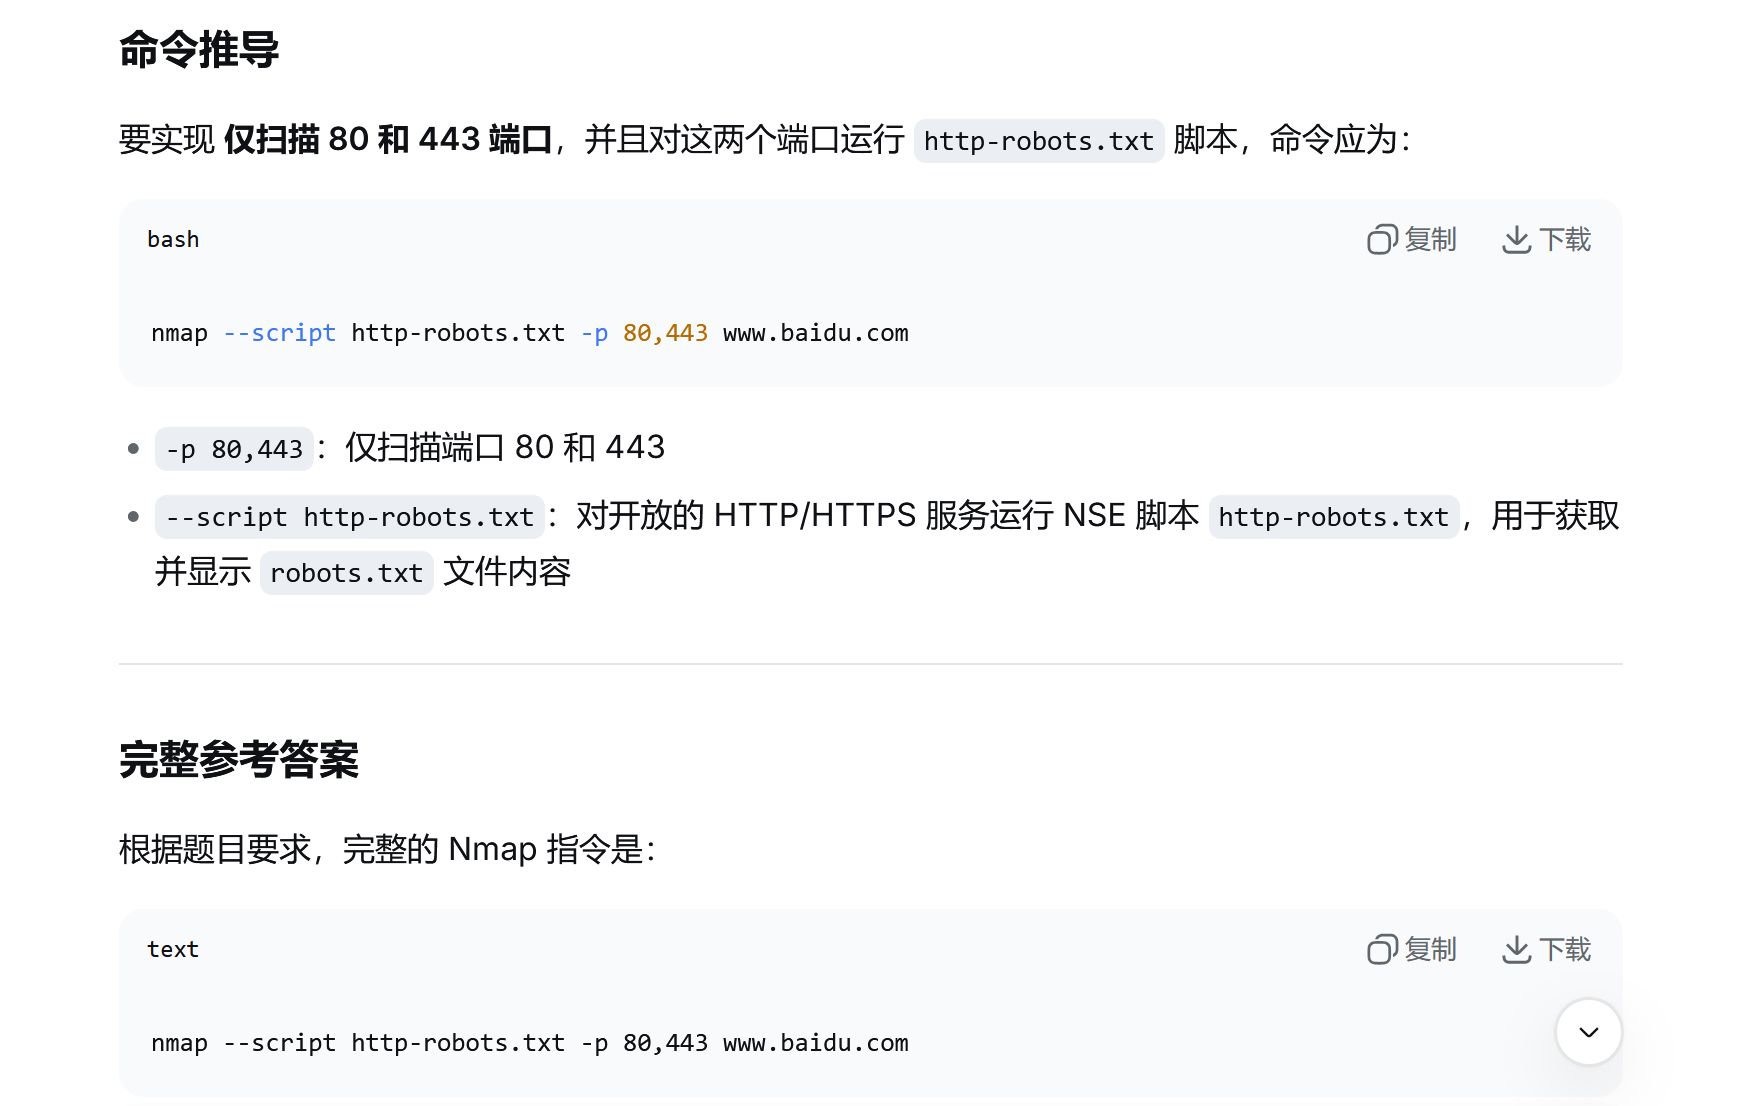 命令推导
要实现 仅扫描 80 和 443 端口，并且对这两个端口运行 http-robots.txt 脚本，命令应为：
bash
复制
下载
nmap --script http-robots.txt -p 80,443 www.baidu.com
-p 80,443：仅扫描端口 80 和 443
--script http-robots.txt：对开放的 HTTP/HTTPS 服务运行 NSE 脚本 http-robots.txt，用于获取
并显示 robots.txt 文件内容
完整参考答案
根据题目要求，完整的 Nmap 指令是：
text
复制
下载
nmap --script http-robots.txt -p 80,443 www.baidu.com